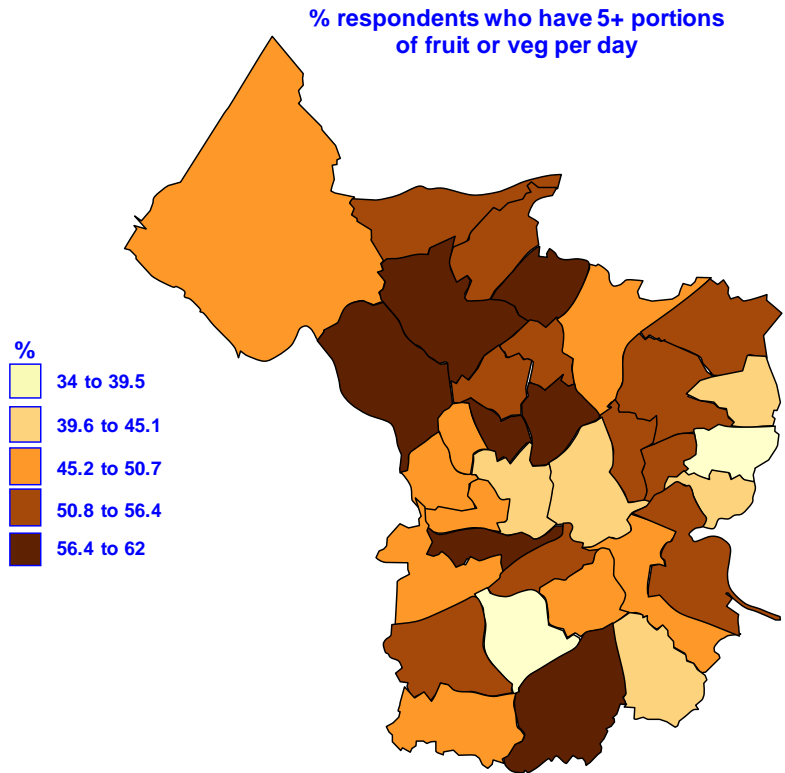 % respondents who have 5+ portions
of fruit or veg per day
%
34 to 39.5
39.6 to 45.1
45.2 to 50.7
50.8 to 56.4
56.4 to 62